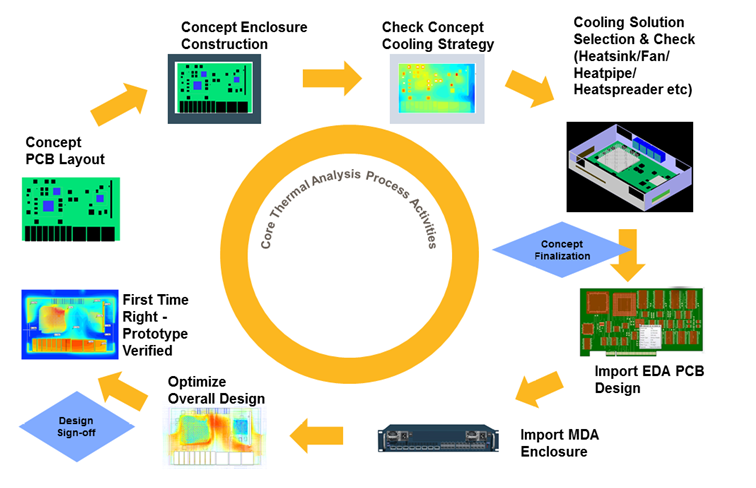 Concept Enclosure
Construction
Check Concept
Cooling Strategy
Cooling Solution
Selection & Check
(Heatsink/Fan/
Heatpipe/
Heatspreader etc)
Concept
PCB Layout
Core Thermal Analysis Process Activities
Concept
Finalization
First Time
Right -
Prototype
Verified
Import EDA PCB
Design
Optimize
Overall Design
Design
Sign-off
Import MDA
Enclosure